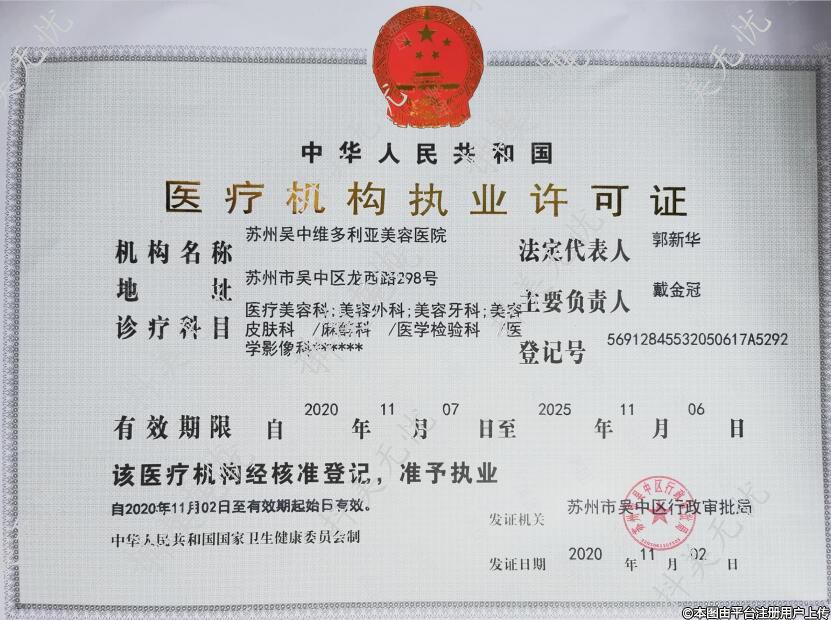 中华人民共和国
医疗机构执业许可证
机构名称 苏州吴中维多利亚美容医院
法定代表人 郭新华
地址 苏州市吴中区龙西路298号
主要负责人 戴金冠
诊疗科目 医疗美容科;美容外科;美容牙科;美容
皮肤科 /麻醉科 /医学检验科 /医
学影像科******
登记号 56912845532050617A5292
有效期限 自 2020 年 11 月 07 日至 2025 年 11 月 06 日
该医疗机构经核准登记，准予执业
自2020年11月02日至有效期起始日有效。
发证机关 苏州市吴中区行政审批局
中华人民共和国国家卫生健康委员会制
发证日期 2020 年 11 月 02 日
抖美无忧
©本图由平台注册用户上传